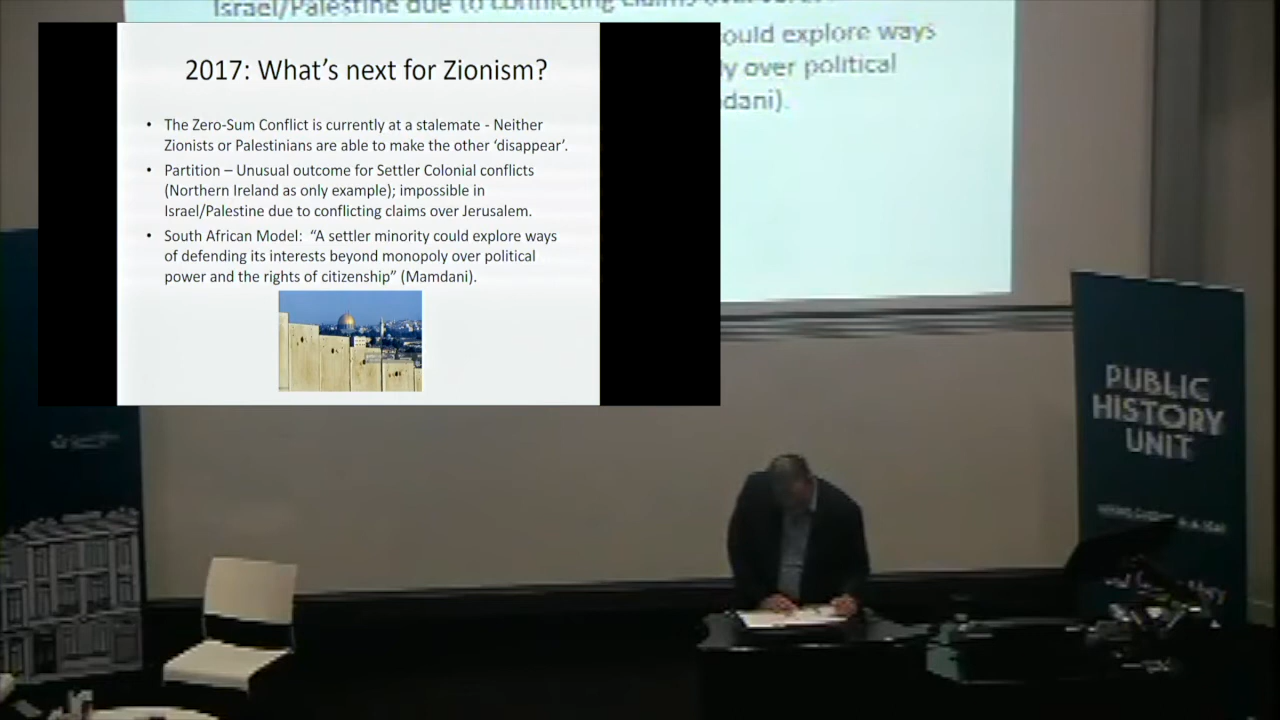 2017: What’s next for Zionism?
• The Zero-Sum Conflict is currently at a stalemate - Neither
Zionists or Palestinians are able to make the other ‘disappear’.
• Partition – Unusual outcome for Settler Colonial conflicts
(Northern Ireland as only example); impossible in
Israel/Palestine due to conflicting claims over Jerusalem.
• South African Model: “A settler minority could explore ways
of defending its interests beyond monopoly over political
power and the rights of citizenship” (Mamdani).
Israel/Palestine due to conflicting claims over
ould explore ways
y over political
dani).
PUBLIC
HISTORY
UNIT